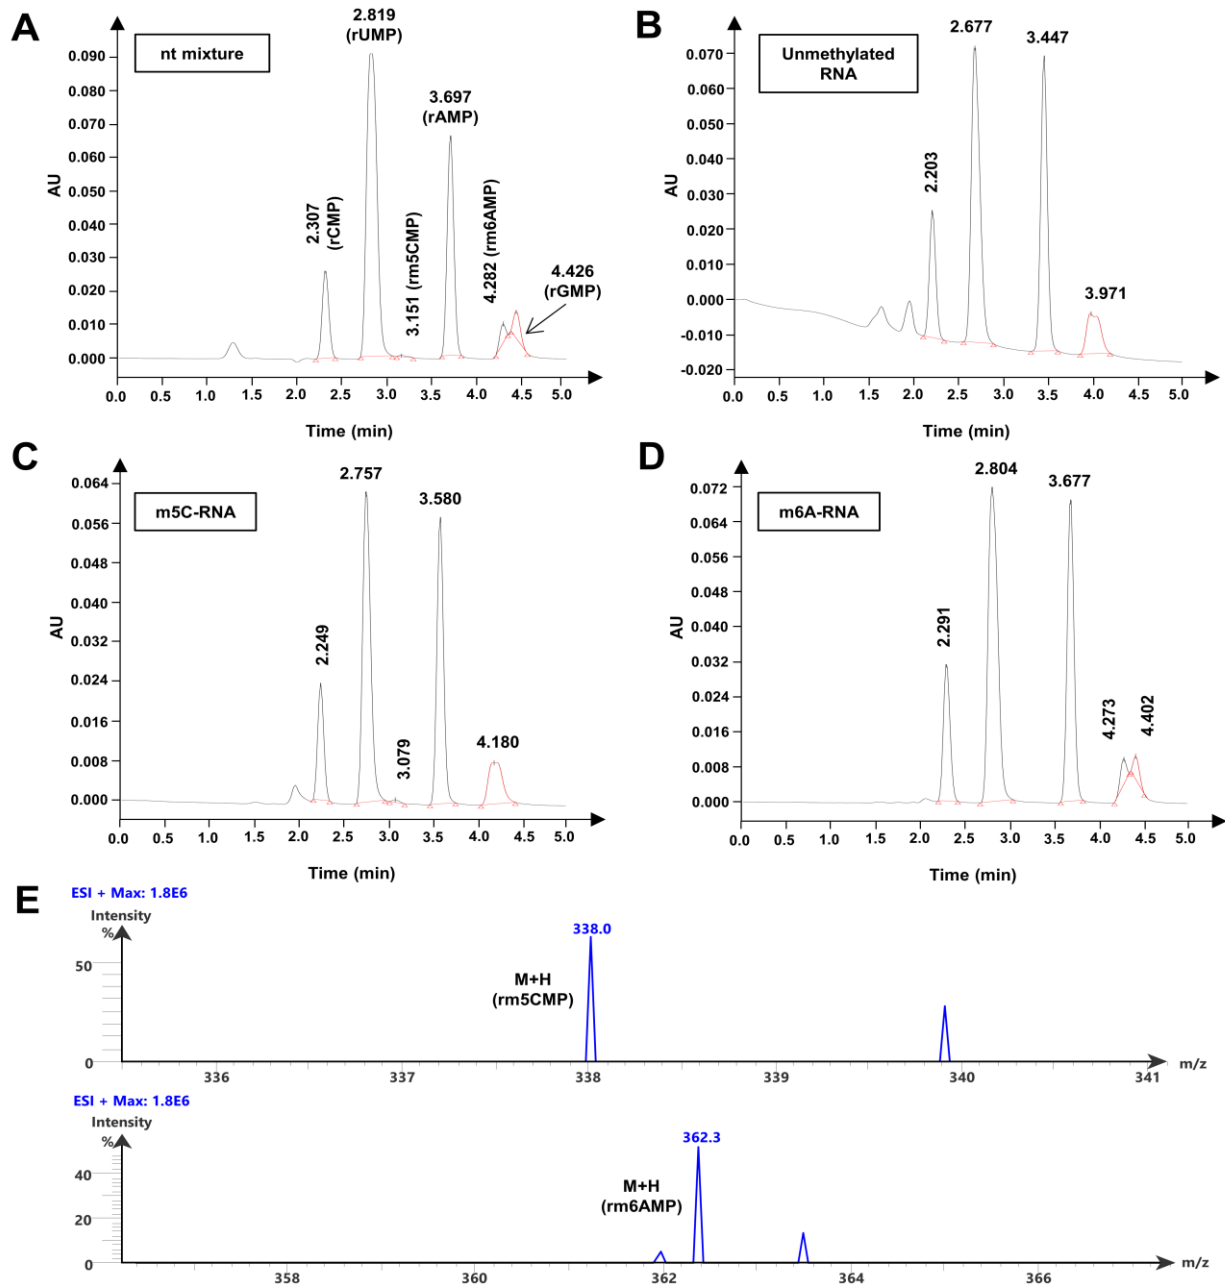 A
nt mixture
2.819
(rUMP)
3.697
(rAMP)
2.307
(rCMP)
3.151 (rm5CMP)
4.282 (rm6AMP)
4.426
(rGMP)
0.090
0.080
0.070
0.060
0.050
0.040
0.030
0.020
0.010
0.000
AU
0.0 0.5 1.0 1.5 2.0 2.5 3.0 3.5 4.0 4.5 5.0
Time (min)
B
Unmethylated
RNA
2.677
3.447
2.203
3.971
0.070
0.060
0.050
0.040
0.030
0.020
0.010
0.000
-0.010
-0.020
AU
0.0 0.5 1.0 1.5 2.0 2.5 3.0 3.5 4.0 4.5 5.0
Time (min)
C
m5C-RNA
2.757
3.580
2.249
3.079
4.180
0.064
0.056
0.048
0.040
0.032
0.024
0.016
0.008
0.000
AU
0.0 0.5 1.0 1.5 2.0 2.5 3.0 3.5 4.0 4.5 5.0
Time (min)
D
m6A-RNA
2.804
3.677
2.291
4.273
4.402
0.072
0.064
0.056
0.048
0.040
0.032
0.024
0.016
0.008
0.000
AU
0.0 0.5 1.0 1.5 2.0 2.5 3.0 3.5 4.0 4.5 5.0
Time (min)
E
ESI + Max: 1.8E6
Intensity
%
50
0
338.0
M+H
(rm5CMP)
336 337 338 339 340 341
m/z
ESI + Max: 1.8E6
Intensity
%
40
20
0
362.3
M+H
(rm6AMP)
358 360 362 364 366
m/z